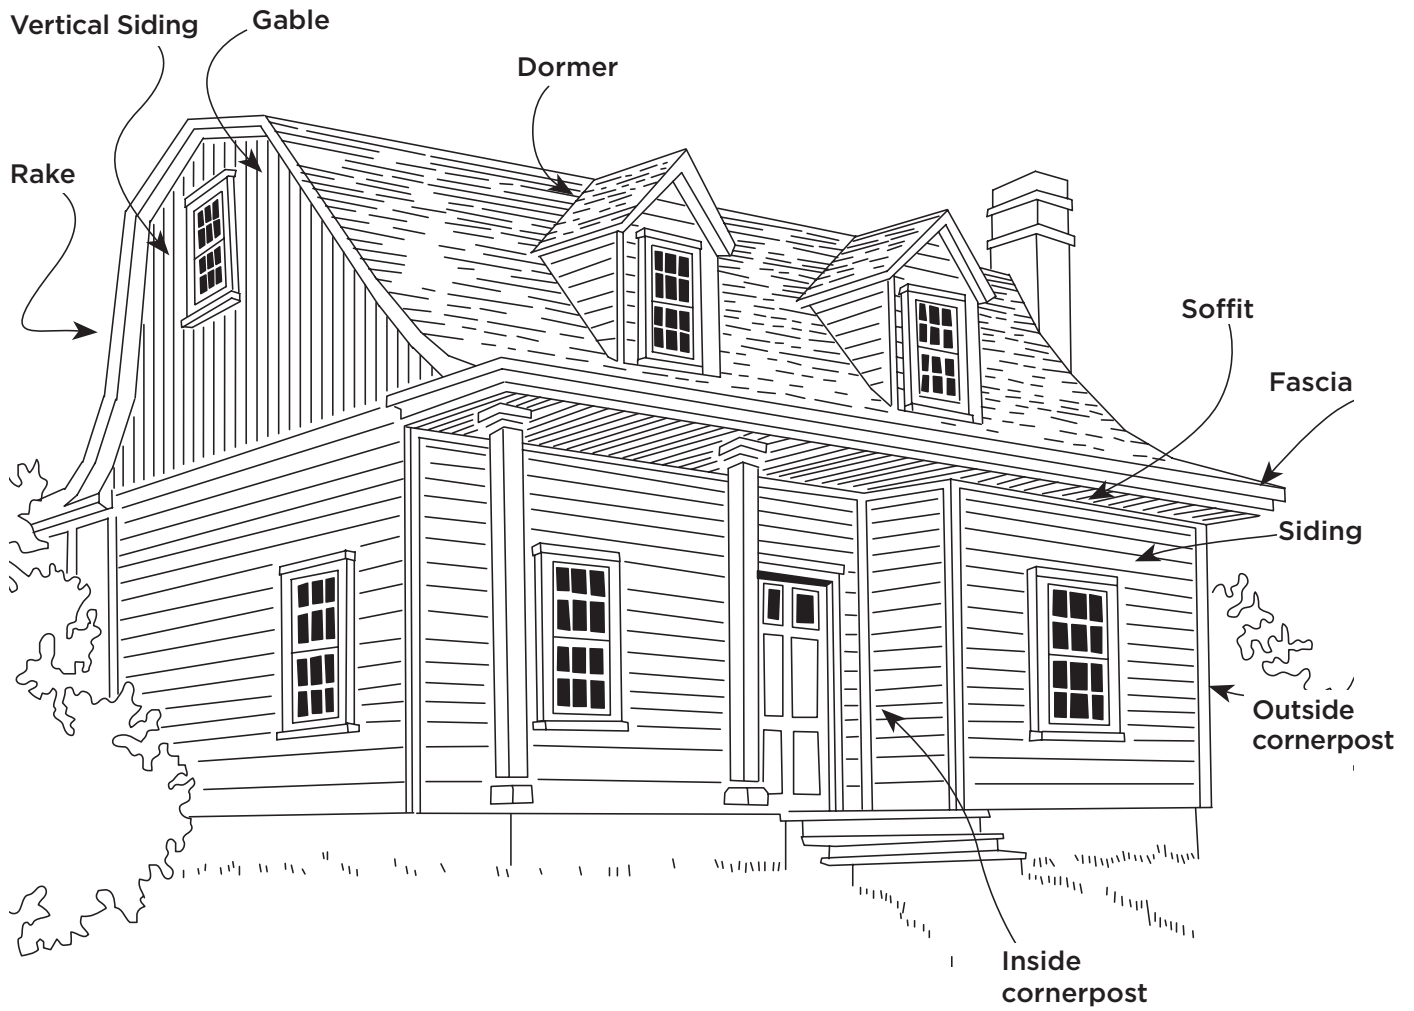 Vertical Siding
Gable
Dormer
Rake
Soffit
Fascia
Siding
Outside
cornerpost
Inside
cornerpost